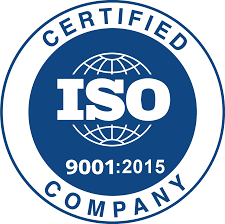 CERTIFIED
ISO
9001:2015
COMPANY